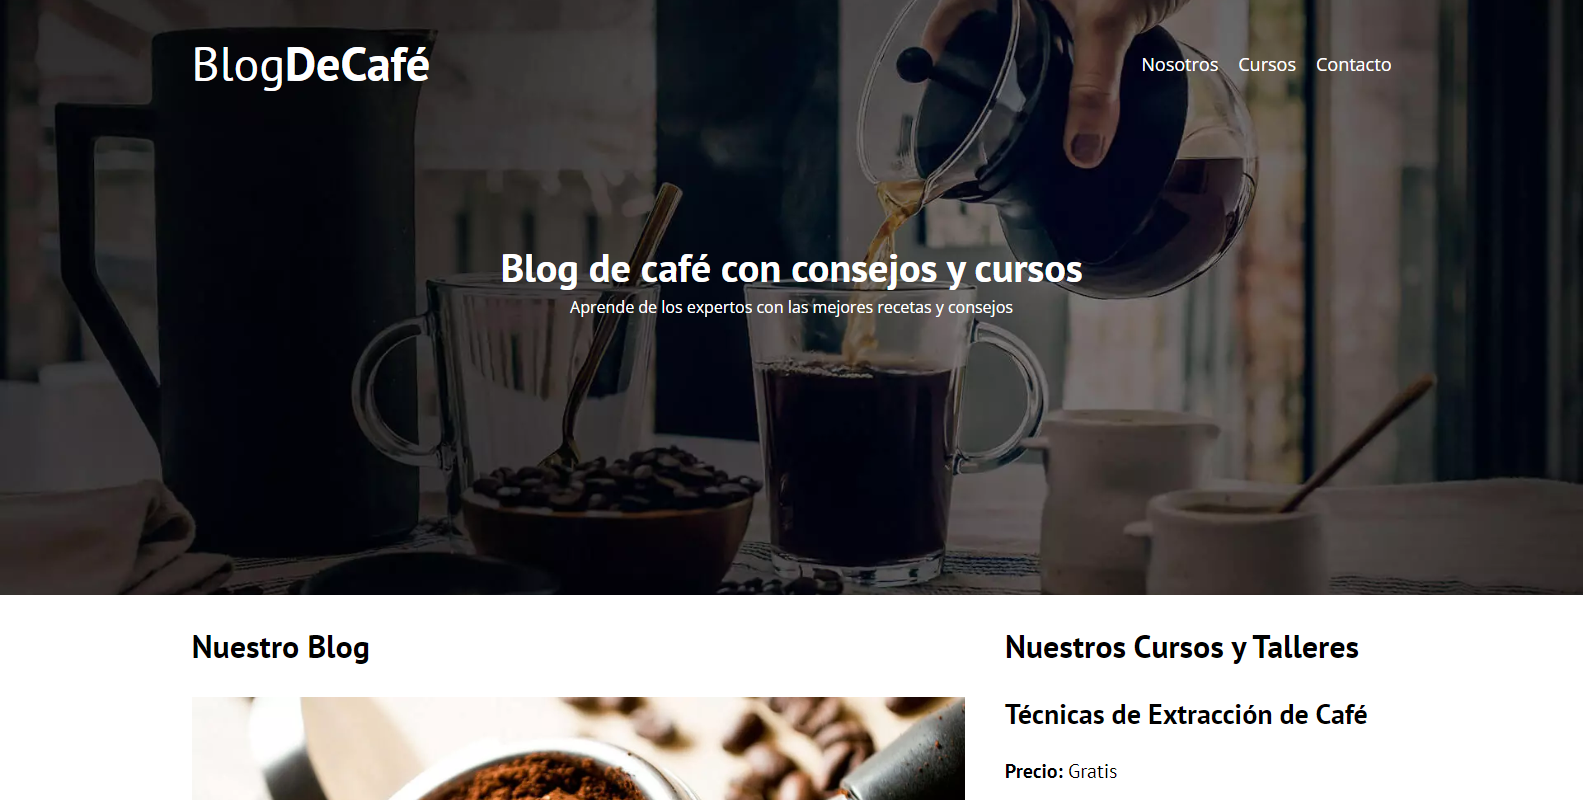 BlogDeCafé
Nosotros Cursos Contacto
Blog de café con consejos y cursos
Aprende de los expertos con las mejores recetas y consejos
Nuestro Blog
Nuestros Cursos y Talleres
Técnicas de Extracción de Café
Precio: Gratis